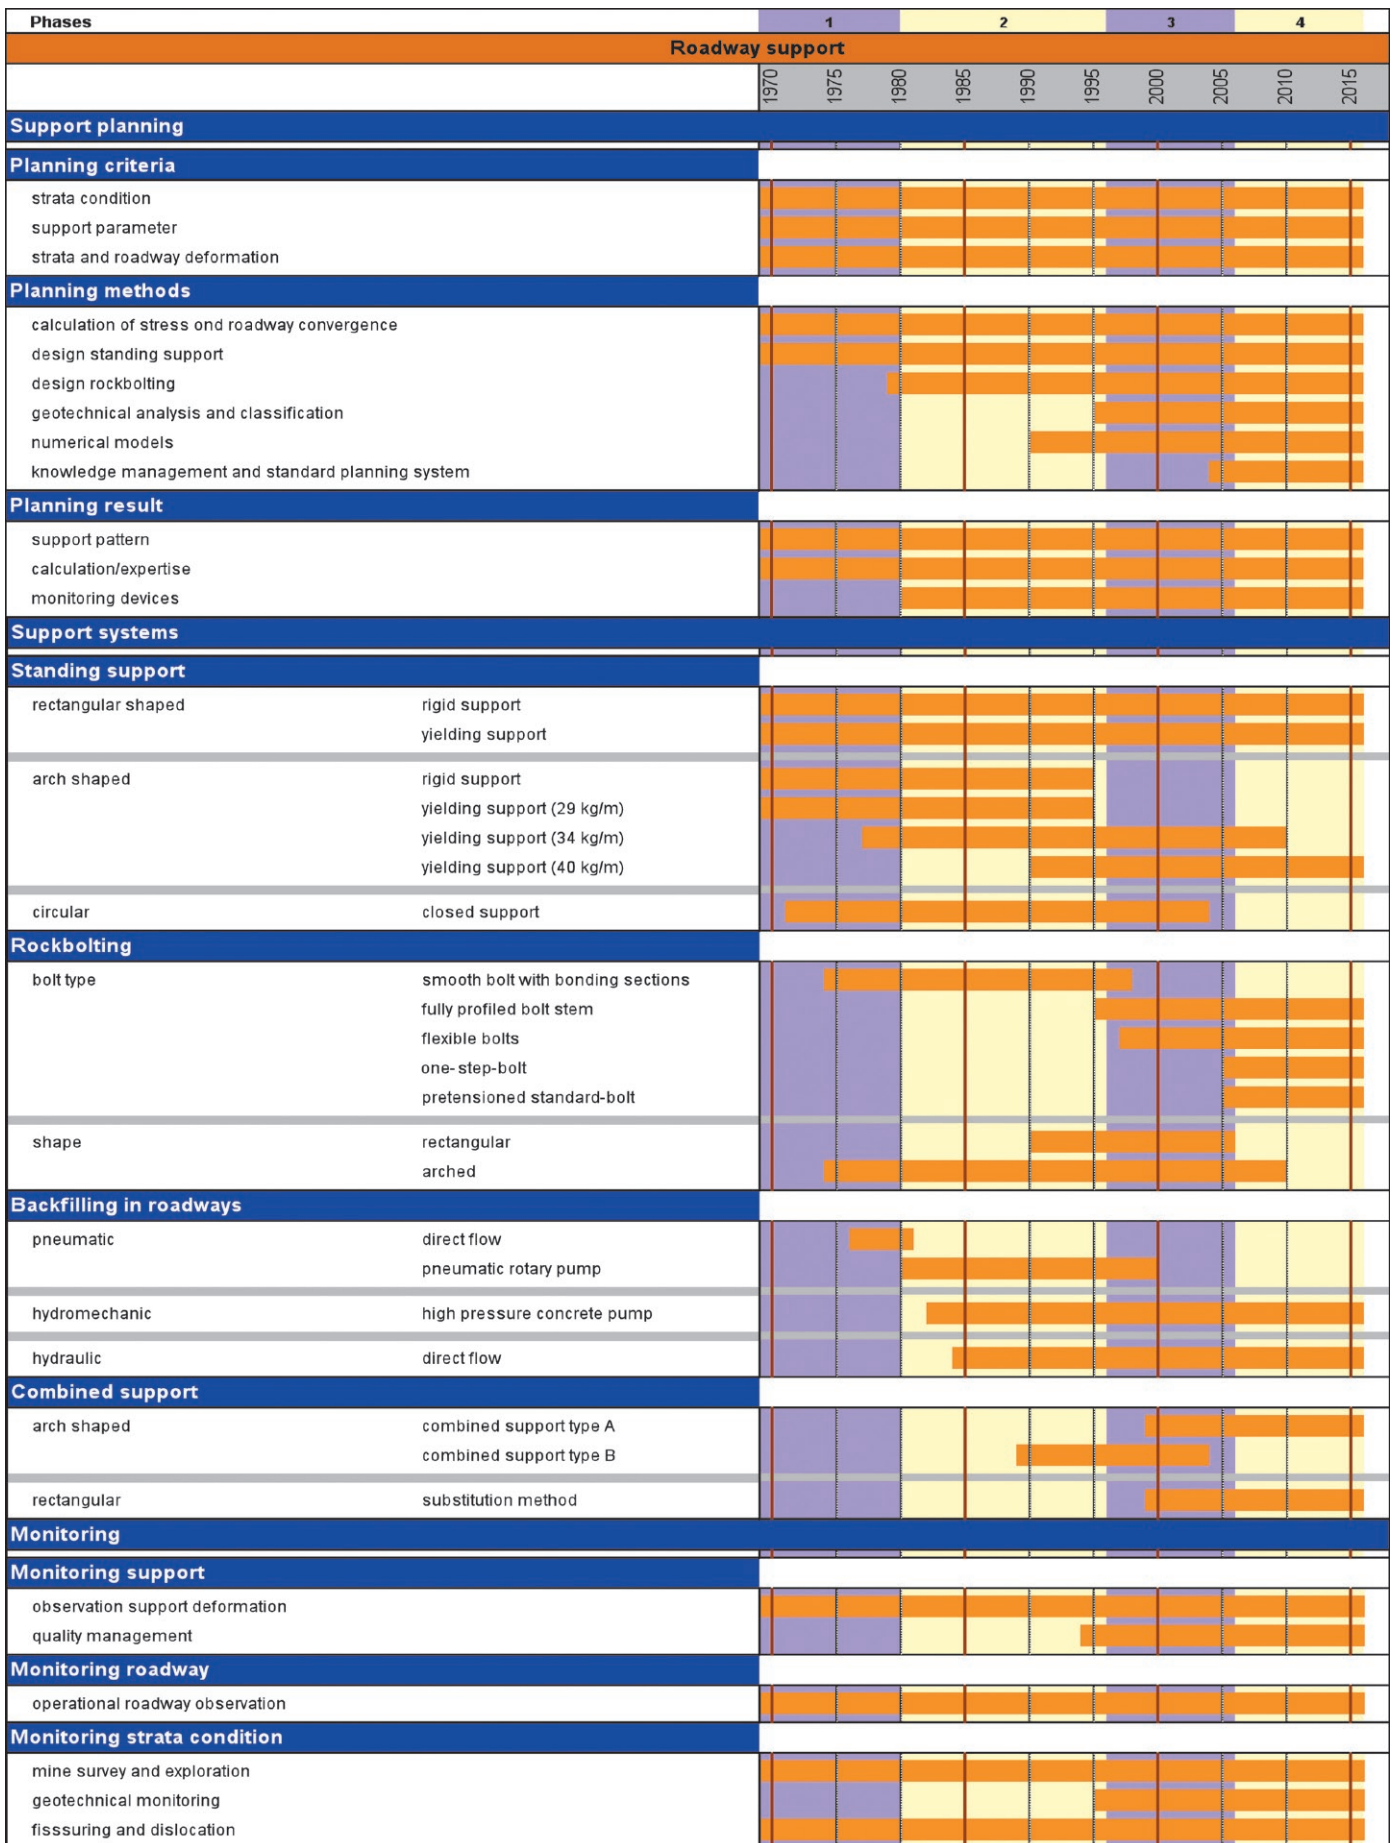 Phases 1 2 3 4
Roadway support
1970 1975 1980 1985 1990 1995 2000 2005 2010 2015
Support planning
Planning criteria
strata condition
support parameter
strata and roadway deformation
Planning methods
calculation of stress ond roadway convergence
design standing support
design rockbolting
geotechnical analysis and classification
numerical models
knowledge management and standard planning system
Planning result
support pattern
calculation/expertise
monitoring devices
Support systems
Standing support
rectangular shaped rigid support
yielding support
arch shaped rigid support
yielding support (29 kg/m)
yielding support (34 kg/m)
yielding support (40 kg/m)
circular closed support
Rockbolting
bolt type smooth bolt with bonding sections
fully profiled bolt stem
flexible bolts
one-step-bolt
pretensioned standard-bolt
shape rectangular
arched
Backfilling in roadways
pneumatic direct flow
pneumatic rotary pump
hydromechanic high pressure concrete pump
hydraulic direct flow
Combined support
arch shaped combined support type A
combined support type B
rectangular substitution method
Monitoring
Monitoring support
observation support deformation
quality management
Monitoring roadway
operational roadway observation
Monitoring strata condition
mine survey and exploration
geotechnical monitoring
fisssuring and dislocation